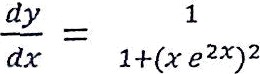 dy/dx = 1/(1+(x e^{2x})^2)